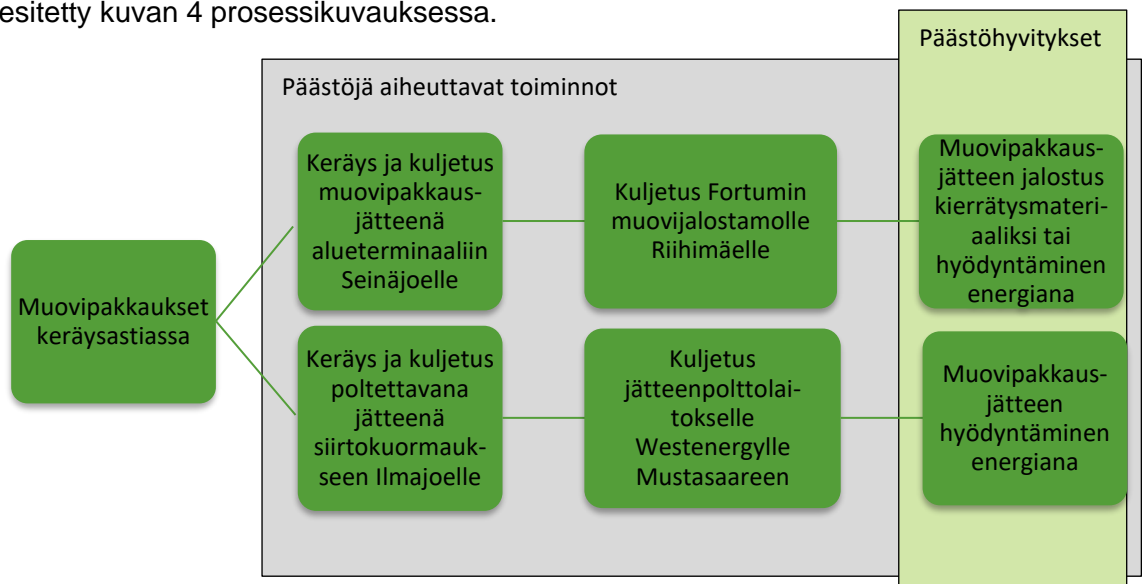 esitetty kuvan 4 prosessikuvauksessa.
Päästöhyvitykset
Päästöjä aiheuttavat toiminnot
Muovipakkaukset
keräysastiassa
Keräys ja kuljetus
muovipakkaus-
jätteenä
alueterminaaliin
Seinäjoelle
Kuljetus Fortumin
muovijalostamolle
Riihimäelle
Muovipakkaus-
jätteen jalostus
kierrätysmateri-
aaliksi tai
hyödyntäminen
energiana
Keräys ja kuljetus
poltettavana
jätteenä
siirtokuormauk-
seen Ilmajoelle
Kuljetus
jätteenpolttolai-
tokselle
Westenergylle
Mustasaareen
Muovipakkaus-
jätteen
hyödyntäminen
energiana